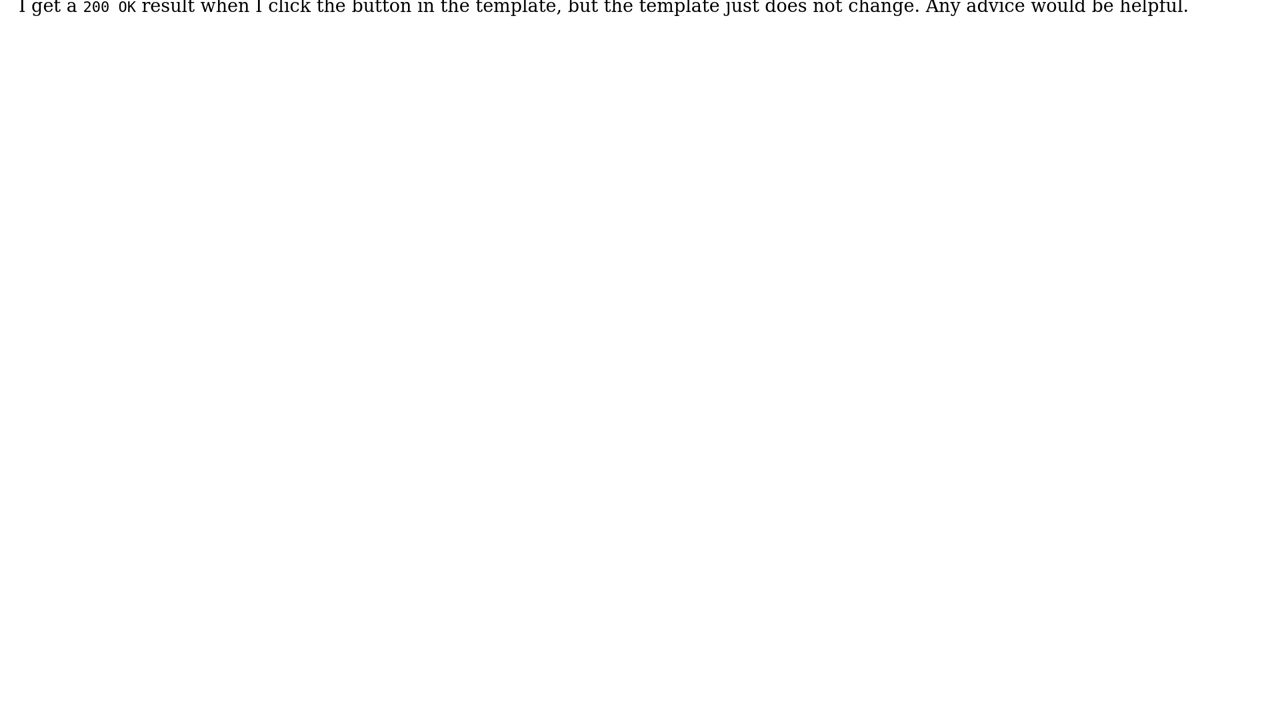 I get a 200 OK result when I click the button in the template, but the template just does not change. Any advice would be helpful.